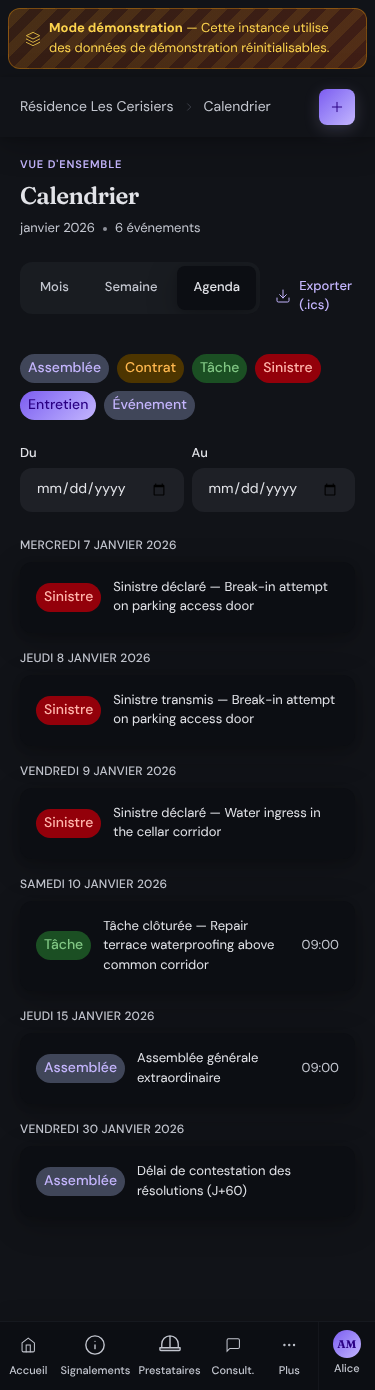 Mode démonstration — Cette instance utilise
des données de démonstration réinitialisables.
Résidence Les Cerisiers › Calendrier
VUE D'ENSEMBLE
Calendrier
janvier 2026 • 6 événements
Mois Semaine Agenda
Exporter
(.ics)
Assemblée Contrat Tâche Sinistre
Entretien Événement
Du Au
mm/dd/yyyy mm/dd/yyyy
MERCREDI 7 JANVIER 2026
Sinistre
Sinistre déclaré — Break-in attempt
on parking access door
JEUDI 8 JANVIER 2026
Sinistre
Sinistre transmis — Break-in attempt
on parking access door
VENDREDI 9 JANVIER 2026
Sinistre
Sinistre déclaré — Water ingress in
the cellar corridor
SAMEDI 10 JANVIER 2026
Tâche
Tâche clôturée — Repair
terrace waterproofing above
common corridor
09:00
JEUDI 15 JANVIER 2026
Assemblée
Assemblée générale
extraordinaire
09:00
VENDREDI 30 JANVIER 2026
Assemblée
Délai de contestation des
résolutions (J+60)
AM
Accueil Signalements Prestataires Consult. Plus Alice